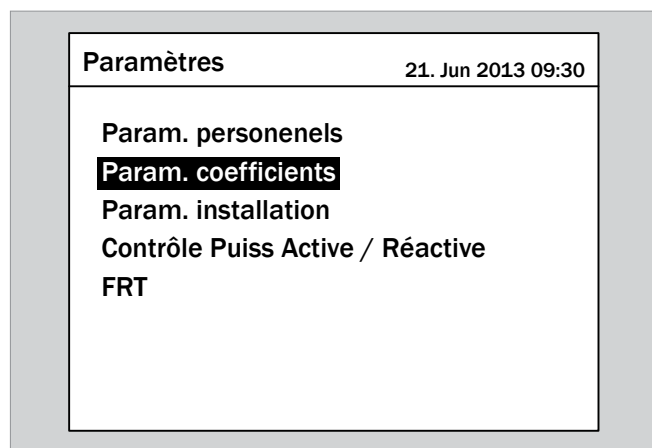 Paramètres
21. Jun 2013 09:30
Param. personenels
Param. coefficients
Param. installation
Contrôle Puiss Active / Réactive
FRT